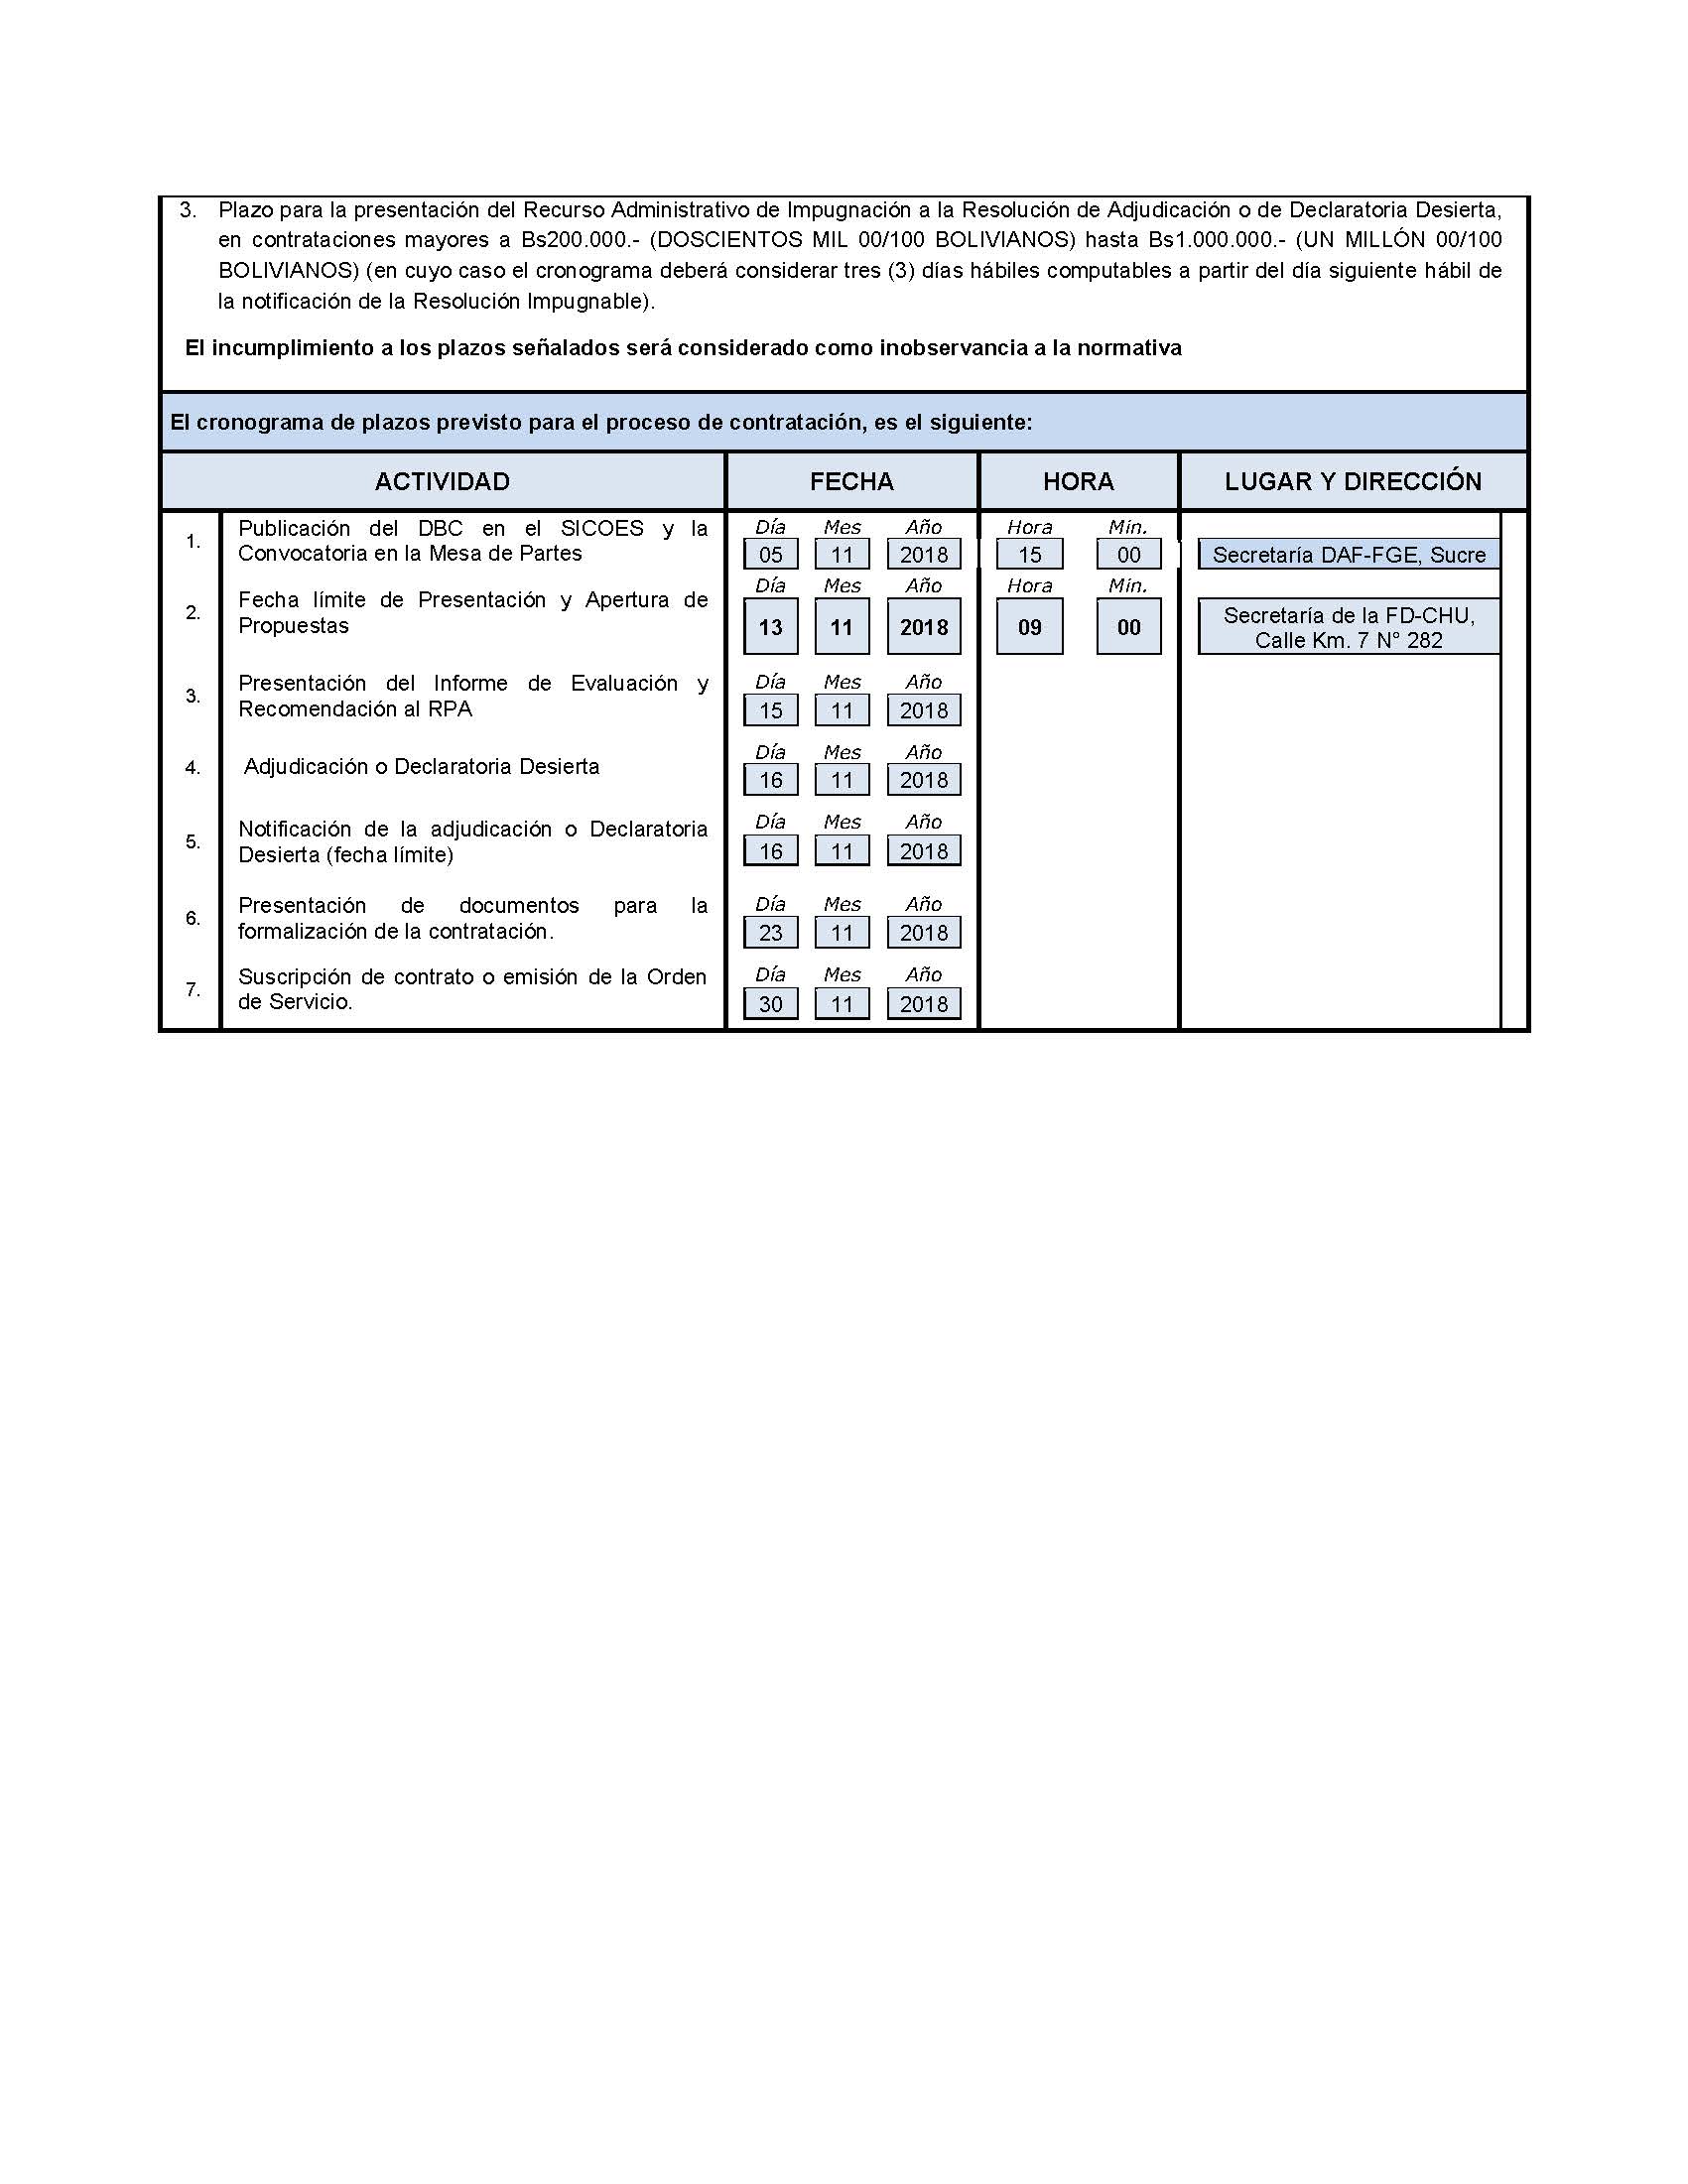 3. Plazo para la presentación del Recurso Administrativo de Impugnación a la Resolución de Adjudicación o de Declaratoria Desierta,
en contrataciones mayores a Bs200.000.- (DOSCIENTOS MIL 00/100 BOLIVIANOS) hasta Bs1.000.000.- (UN MILLÓN 00/100
BOLIVIANOS) (en cuyo caso el cronograma deberá considerar tres (3) días hábiles computables a partir del día siguiente hábil de
la notificación de la Resolución Impugnable).
El incumplimiento a los plazos señalados será considerado como inobservancia a la normativa
El cronograma de plazos previsto para el proceso de contratación, es el siguiente:
ACTIVIDAD FECHA HORA LUGAR Y DIRECCIÓN
1. Publicación del DBC en el SICOES y la
Convocatoria en la Mesa de Partes
Día Mes Año Hora Min.
05 11 2018 15 00 Secretaría DAF-FGE, Sucre
2. Fecha límite de Presentación y Apertura de
Propuestas
Día Mes Año Hora Min.
13 11 2018 09 00
Secretaría de la FD-CHU,
Calle Km. 7 N° 282
3. Presentación del Informe de Evaluación y
Recomendación al RPA
Día Mes Año
15 11 2018
4. Adjudicación o Declaratoria Desierta
Día Mes Año
16 11 2018
5. Notificación de la adjudicación o Declaratoria
Desierta (fecha límite)
Día Mes Año
16 11 2018
6. Presentación de documentos para la
formalización de la contratación.
Día Mes Año
23 11 2018
7. Suscripción de contrato o emisión de la Orden
de Servicio.
Día Mes Año
30 11 2018